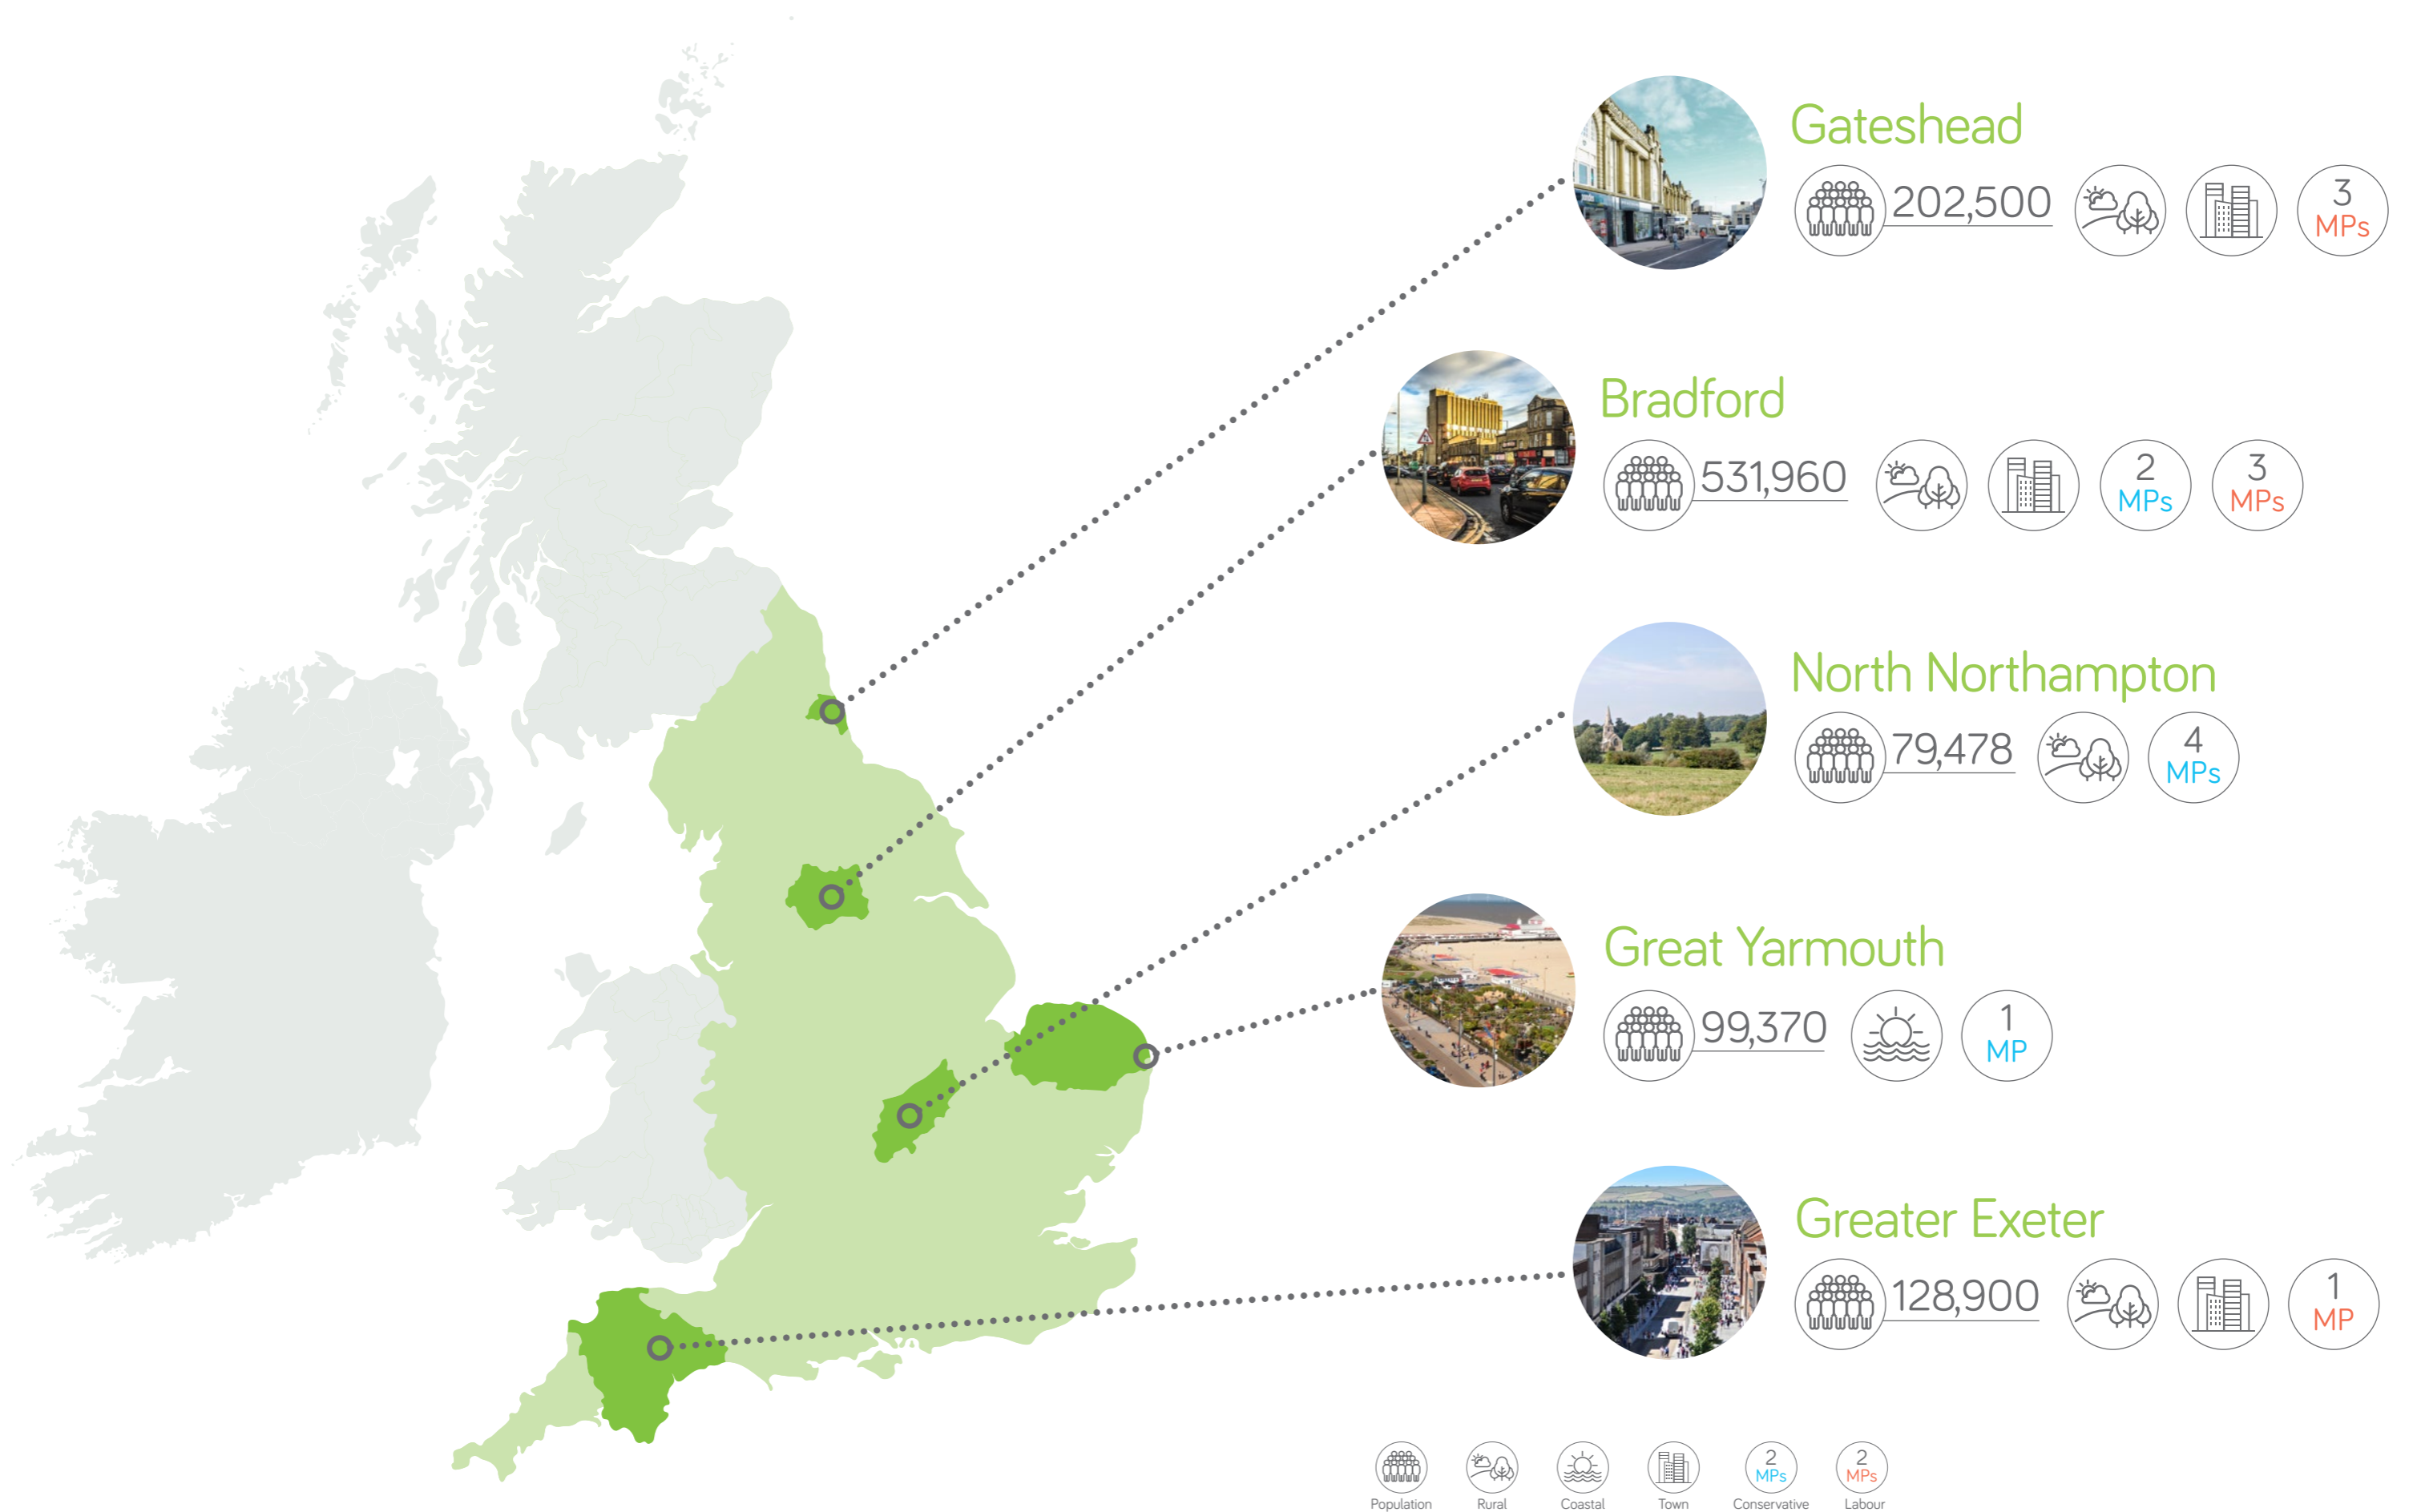 Gateshead
202,500
3
MPs
Bradford
531,960
2
MPs
3
MPs
North Northampton
79,478
4
MPs
Great Yarmouth
99,370
1
MP
Greater Exeter
128,900
1
MP
2
MPs
2
MPs
Population
Rural
Coastal
Town
Conservative
Labour